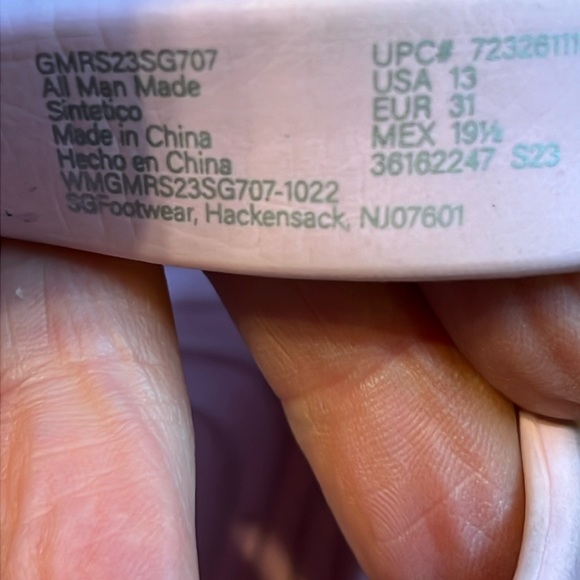 GMRS23SG707
All Man Made
Sintetico
Made in China
Hecho en China
WMGMRS23SG707-1022
SGFootwear, Hackensack, NJ07601
UPC# 72326111
USA 13
EUR 31
MEX 19½
36162247 S23